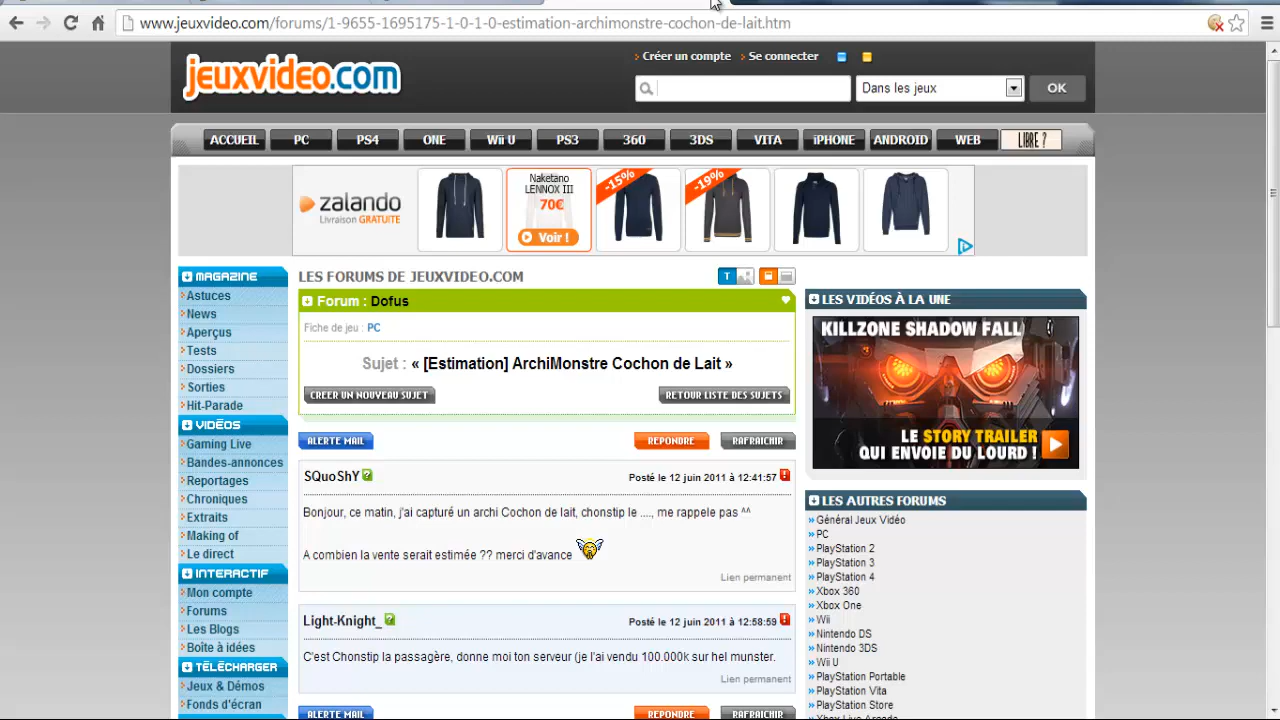 www.jeuxvideo.com/forums/1-9655-1695175-1-0-1-0-estimation-archimonstre-cochon-de-lait.htm
jeuxvideo.com
Créer un compte
Se connecter
Dans les jeux
OK
ACCUEIL
PC
PS4
ONE
Wii U
PS3
360
3DS
VITA
iPHONE
ANDROID
WEB
LIBRE ?
zalando
Livraison GRATUITE
Naketano
LENNOX III
70€
Voir !
-15%
-19%
MAGAZINE
Astuces
News
Aperçus
Tests
Dossiers
Sorties
Hit-Parade
VIDÉOS
Gaming Live
Bandes-annonces
Reportages
Chroniques
Extraits
Making of
Le direct
INTERACTIF
Mon compte
Forums
Les Blogs
Boîte à idées
TÉLÉCHARGER
Jeux & Démos
Fonds d'écran
LES FORUMS DE JEUXVIDEO.COM
T
Forum : Dofus
Fiche de jeu : PC
Sujet : « [Estimation] ArchiMonstre Cochon de Lait »
CREER UN NOUVEAU SUJET
RETOUR LISTE DES SUJETS
ALERTE MAIL
REPONDRE
RAFRAICHIR
SQuoShY
Posté le 12 juin 2011 à 12:41:57
Bonjour, ce matin, j'ai capturé un archi Cochon de lait, chonstip le ...., me rappele pas ^^
A combien la vente serait estimée ?? merci d'avance
Lien permanent
Light-Knight_
Posté le 12 juin 2011 à 12:58:59
C'est Chonstip la passagère, donne moi ton serveur (je l'ai vendu 100.000k sur hel munster.
Lien permanent
ALERTE MAIL
REPONDRE
RAFRAICHIR
LES VIDÉOS À LA UNE
KILLZONE SHADOW FALL
LE STORY TRAILER
QUI ENVOIE DU LOURD !
LES AUTRES FORUMS
Général Jeux Vidéo
PC
PlayStation 2
PlayStation 3
PlayStation 4
Xbox 360
Xbox One
Wii
Nintendo DS
Nintendo 3DS
Wii U
PlayStation Portable
PlayStation Vita
PlayStation Store
Xbox Live Arcade